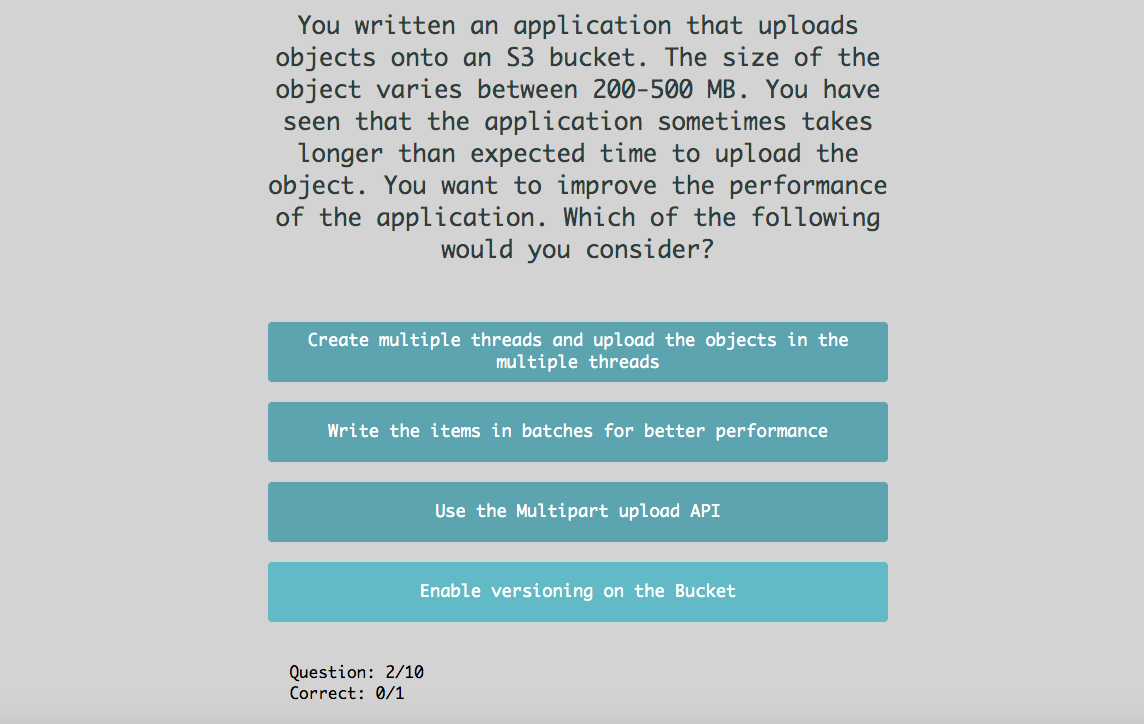 You written an application that uploads
objects onto an S3 bucket. The size of the
object varies between 200-500 MB. You have
seen that the application sometimes takes
longer than expected time to upload the
object. You want to improve the performance
of the application. Which of the following
would you consider?
Create multiple threads and upload the objects in the
multiple threads
Write the items in batches for better performance
Use the Multipart upload API
Enable versioning on the Bucket
Question: 2/10
Correct: 0/1